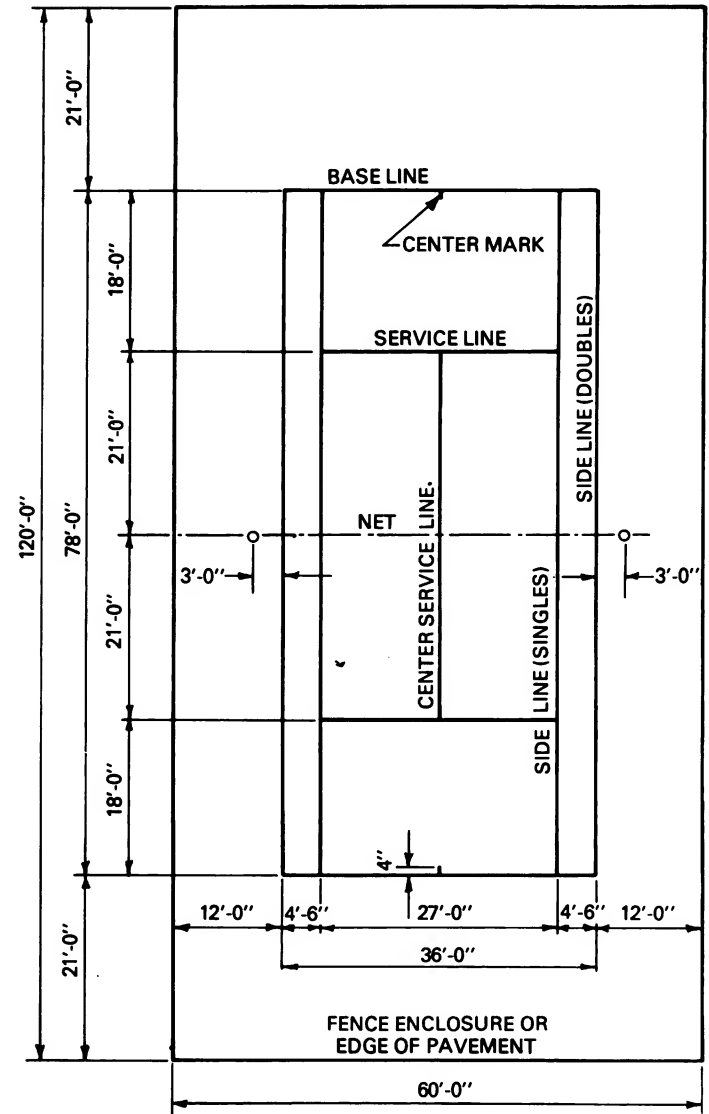 21'-0"
BASE LINE
CENTER MARK
18'-0"
SERVICE LINE
SIDE LINE (DOUBLES)
21'-0"
120'-0"
78'-0"
NET
CENTER SERVICE LINE.
3'-0"
3'-0"
21'-0"
SIDE LINE (SINGLES)
18'-0"
4"
12'-0" 4'-6" 27'-0" 4'-6" 12'-0"
36'-0"
21'-0"
FENCE ENCLOSURE OR
EDGE OF PAVEMENT
60'-0"